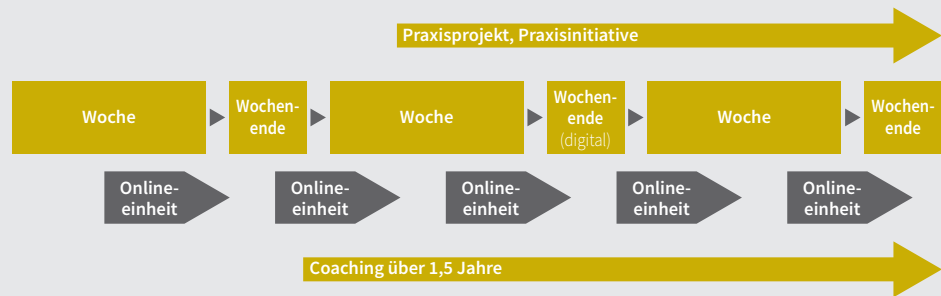 Praxisprojekt, Praxisinitiative
Woche
Wochen-
ende
Woche
Wochen-
ende
(digital)
Woche
Wochen-
ende
Online-
einheit
Online-
einheit
Online-
einheit
Online-
einheit
Online-
einheit
Coaching über 1,5 Jahre